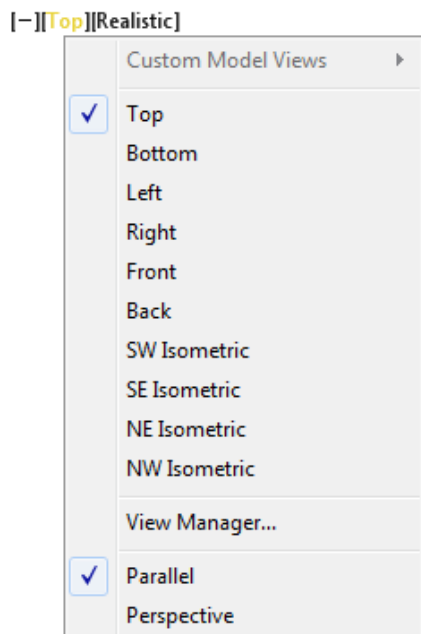 [−][Top][Realistic]
Custom Model Views
Top
Bottom
Left
Right
Front
Back
SW Isometric
SE Isometric
NE Isometric
NW Isometric
View Manager...
Parallel
Perspective